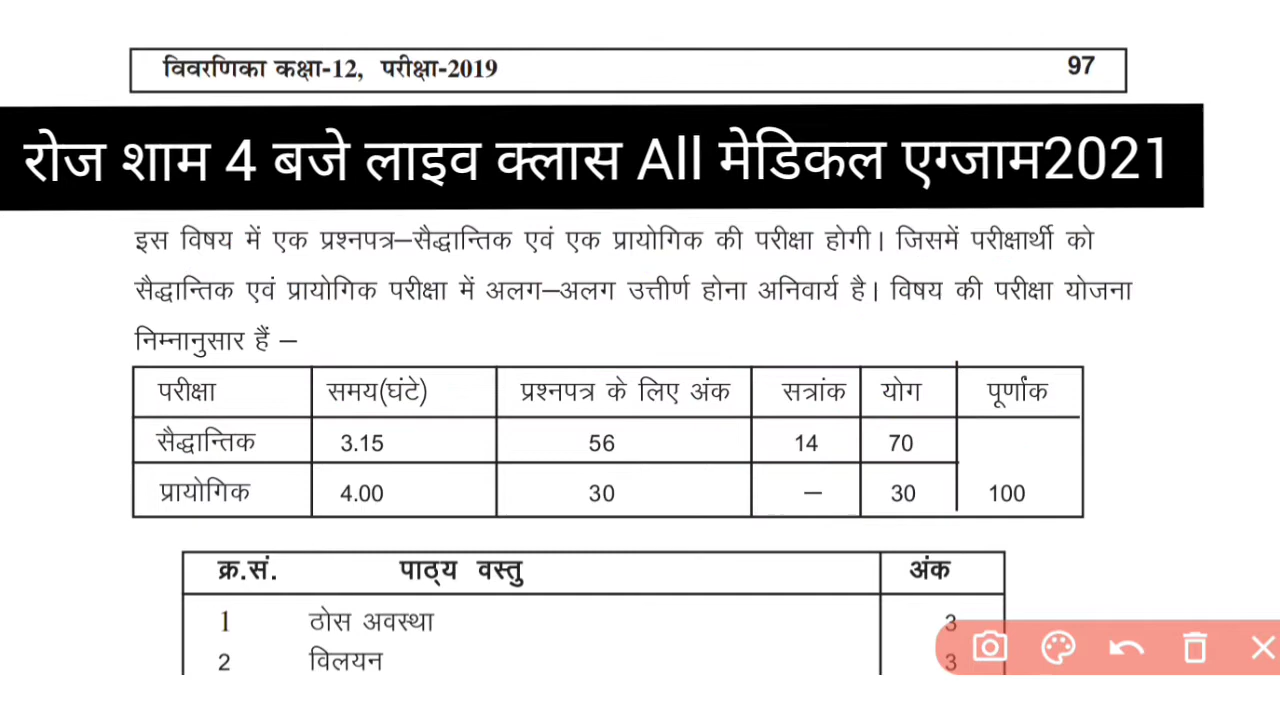 विवरणिका कक्षा-12, परीक्षा-2019 97
रोज शाम 4 बजे लाइव क्लास All मेडिकल एग्जाम2021
इस विषय में एक प्रश्नपत्र–सैद्धान्तिक एवं एक प्रायोगिक की परीक्षा होगी। जिसमें परीक्षार्थी को
सैद्धान्तिक एवं प्रायोगिक परीक्षा में अलग–अलग उत्तीर्ण होना अनिवार्य है। विषय की परीक्षा योजना
निम्नानुसार हैं –
परीक्षा समय(घंटे) प्रश्नपत्र के लिए अंक सत्रांक योग पूर्णांक
सैद्धान्तिक 3.15 56 14 70
प्रायोगिक 4.00 30 – 30 100
क्र.सं. पाठ्य वस्तु अंक
1 ठोस अवस्था 3
2 विलयन 3